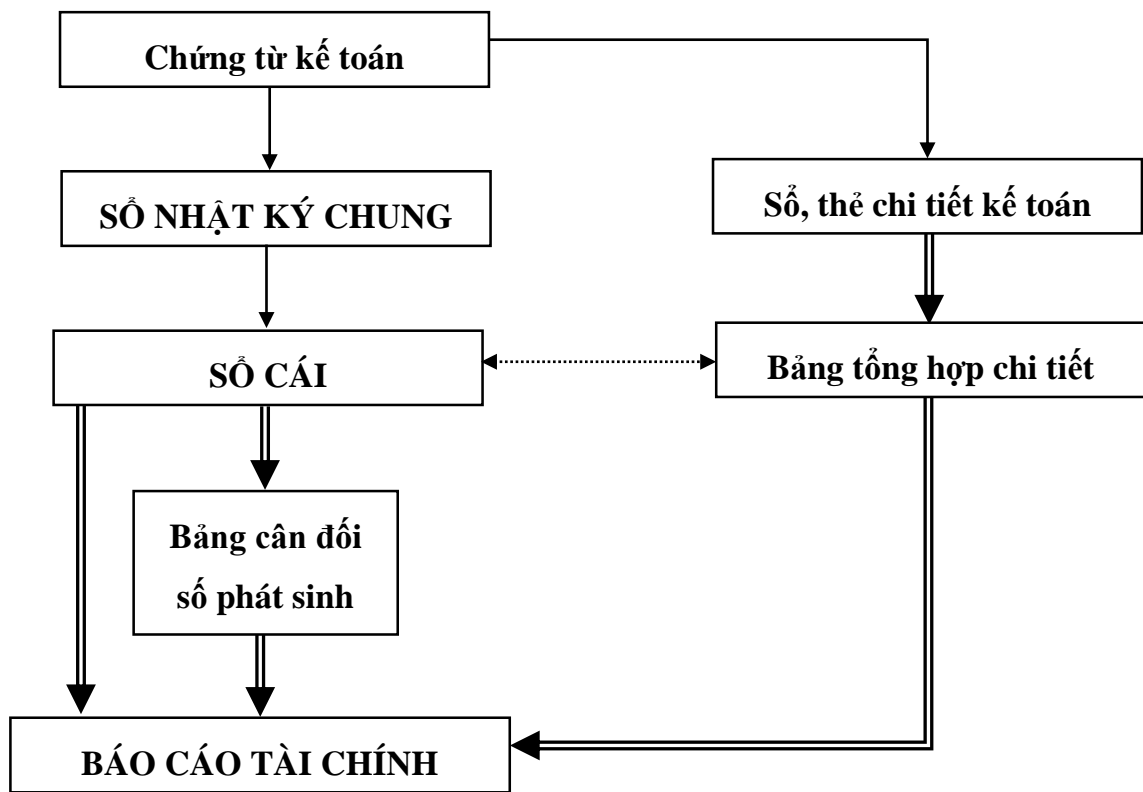 Chứng từ kế toán
SỔ NHẬT KÝ CHUNG
Sổ, thẻ chi tiết kế toán
SỔ CÁI
Bảng tổng hợp chi tiết
Bảng cân đối
số phát sinh
BÁO CÁO TÀI CHÍNH